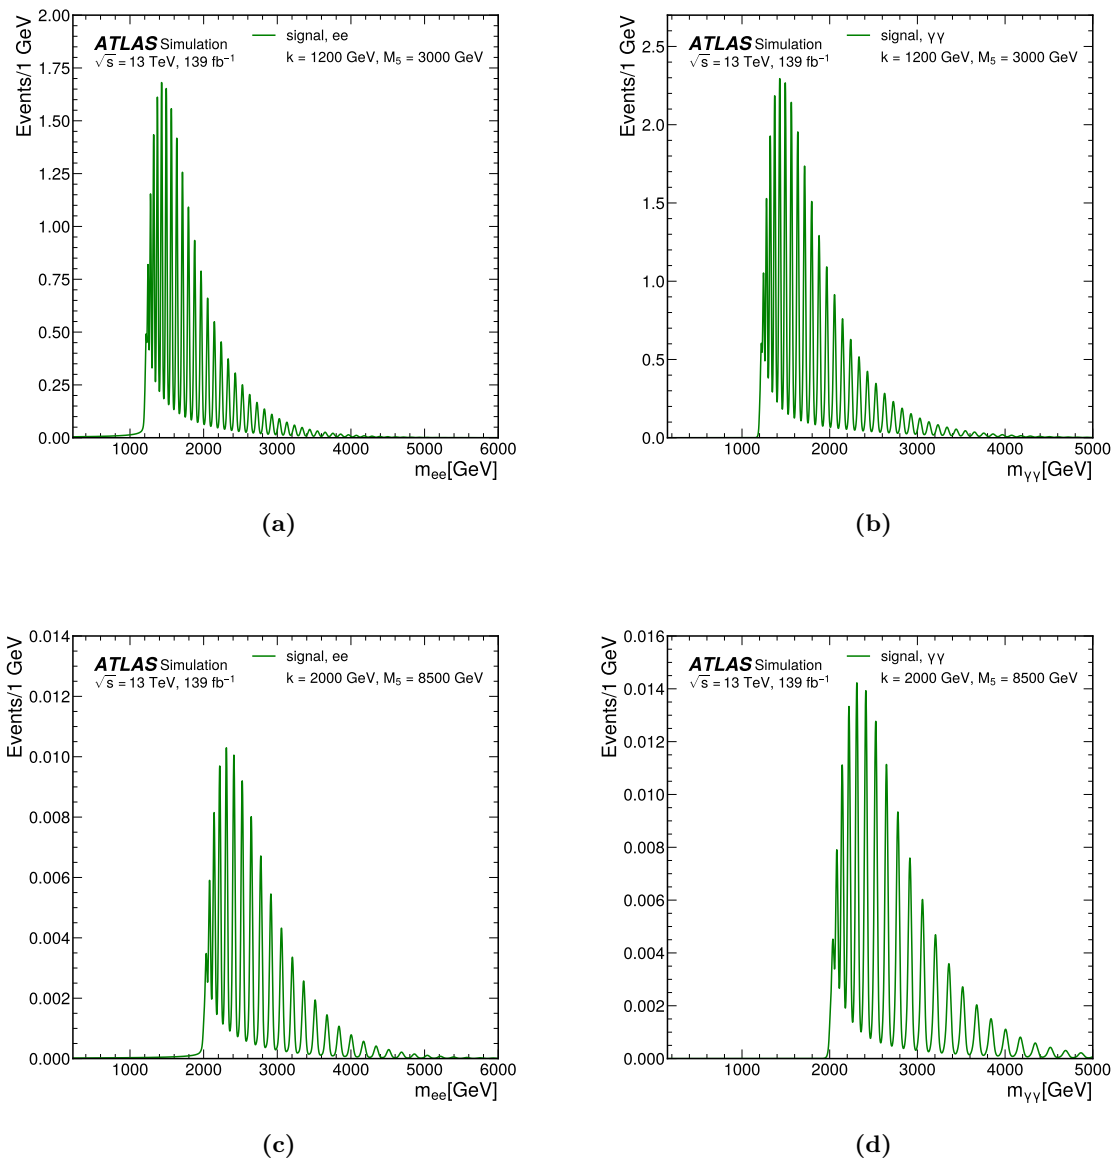 ATLAS Simulation
√s = 13 TeV, 139 fb⁻¹
signal, ee
k = 1200 GeV, M₅ = 3000 GeV
Events/1 GeV
2.00
1.75
1.50
1.25
1.00
0.75
0.50
0.25
0.00
1000 2000 3000 4000 5000 6000
m_ee[GeV]
(a)
ATLAS Simulation
√s = 13 TeV, 139 fb⁻¹
signal, γγ
k = 1200 GeV, M₅ = 3000 GeV
Events/1 GeV
2.5
2.0
1.5
1.0
0.5
0.0
1000 2000 3000 4000 5000
m_γγ[GeV]
(b)
ATLAS Simulation
√s = 13 TeV, 139 fb⁻¹
signal, ee
k = 2000 GeV, M₅ = 8500 GeV
Events/1 GeV
0.014
0.012
0.010
0.008
0.006
0.004
0.002
0.000
1000 2000 3000 4000 5000 6000
m_ee[GeV]
(c)
ATLAS Simulation
√s = 13 TeV, 139 fb⁻¹
signal, γγ
k = 2000 GeV, M₅ = 8500 GeV
Events/1 GeV
0.016
0.014
0.012
0.010
0.008
0.006
0.004
0.002
0.000
1000 2000 3000 4000 5000
m_γγ[GeV]
(d)